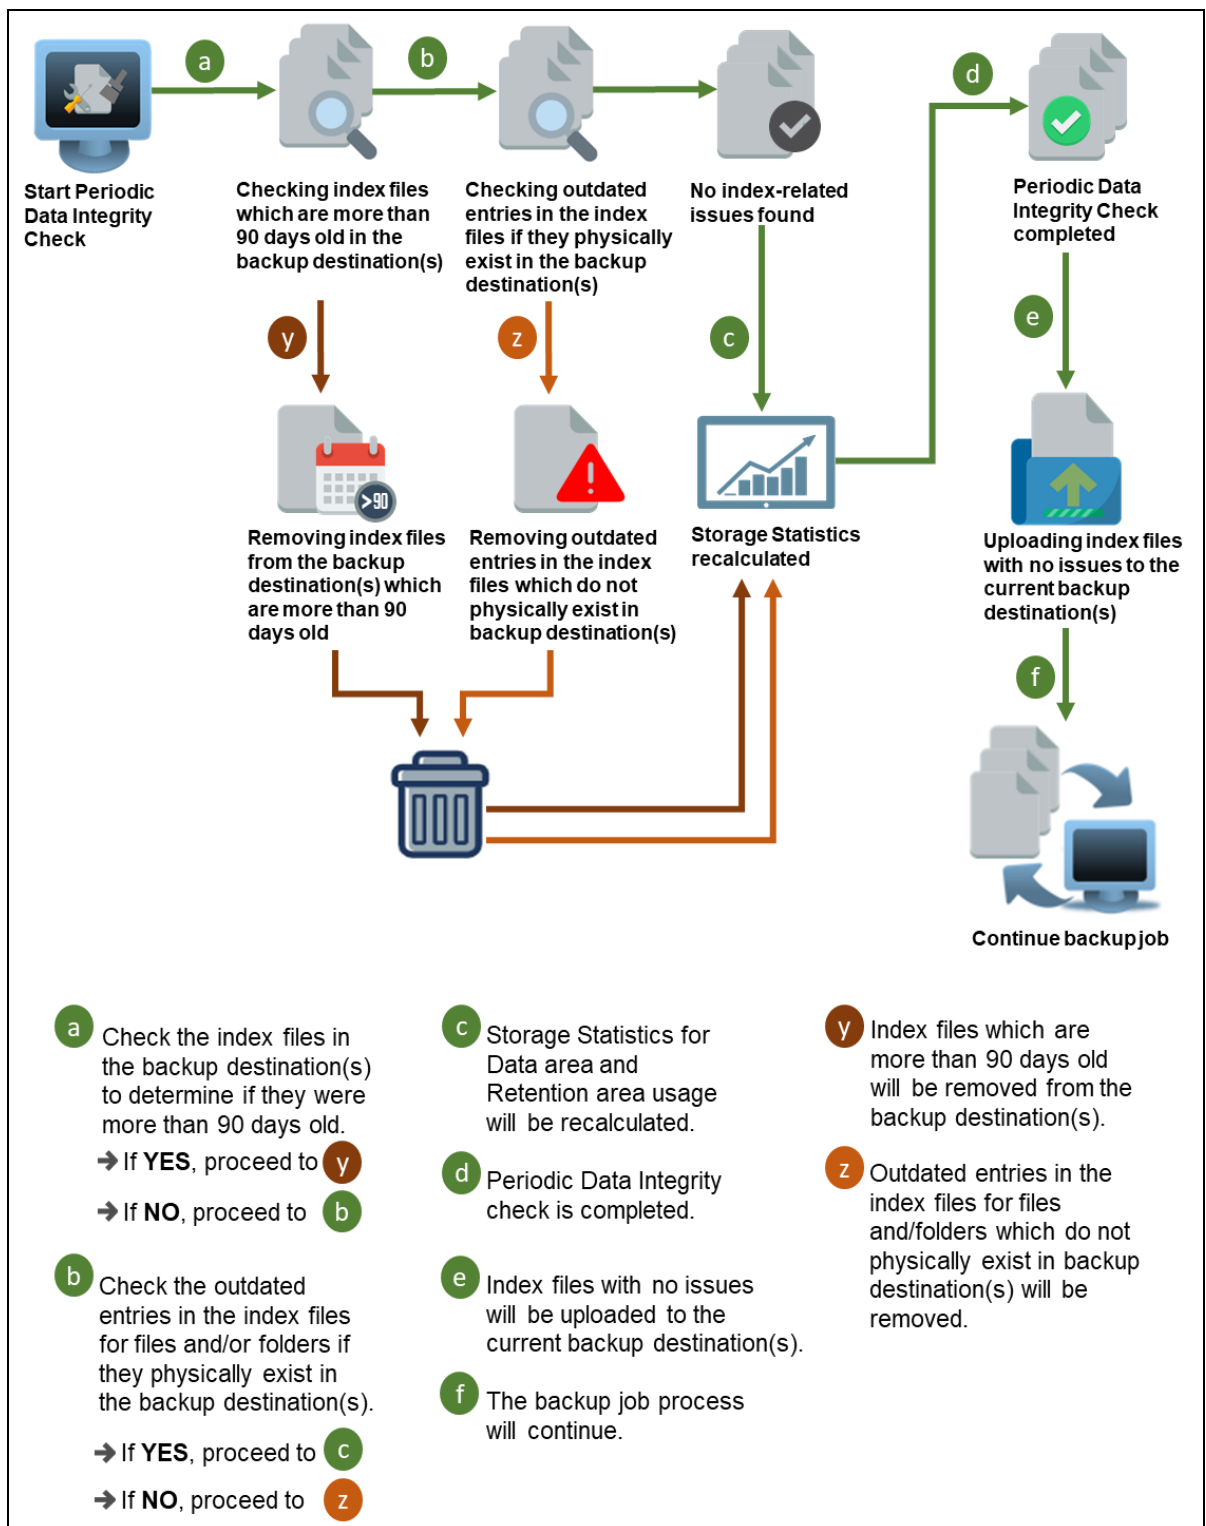 a
b
d
Start Periodic
Data Integrity
Check
Checking index files
which are more than
90 days old in the
backup destination(s)
Checking outdated
entries in the index
files if they physically
exist in the backup
destination(s)
No index-related
issues found
Periodic Data
Integrity Check
completed
y
z
c
e
>90
Removing index files
from the backup
destination(s) which
are more than 90
days old
Removing outdated
entries in the index
files which do not
physically exist in
backup destination(s)
Storage Statistics
recalculated
Uploading index files
with no issues to the
current backup
destination(s)
f
Continue backup job
a
Check the index files in
the backup destination(s)
to determine if they were
more than 90 days old.
➔ If YES, proceed to y
➔ If NO, proceed to b
b
Check the outdated
entries in the index files
for files and/or folders if
they physically exist in
the backup destination(s).
➔ If YES, proceed to c
➔ If NO, proceed to z
c
Storage Statistics for
Data area and
Retention area usage
will be recalculated.
d
Periodic Data Integrity
check is completed.
e
Index files with no issues
will be uploaded to the
current backup destination(s).
f
The backup job process
will continue.
y
Index files which are
more than 90 days old
will be removed from the
backup destination(s).
z
Outdated entries in the
index files for files
and/folders which do not
physically exist in backup
destination(s) will be
removed.